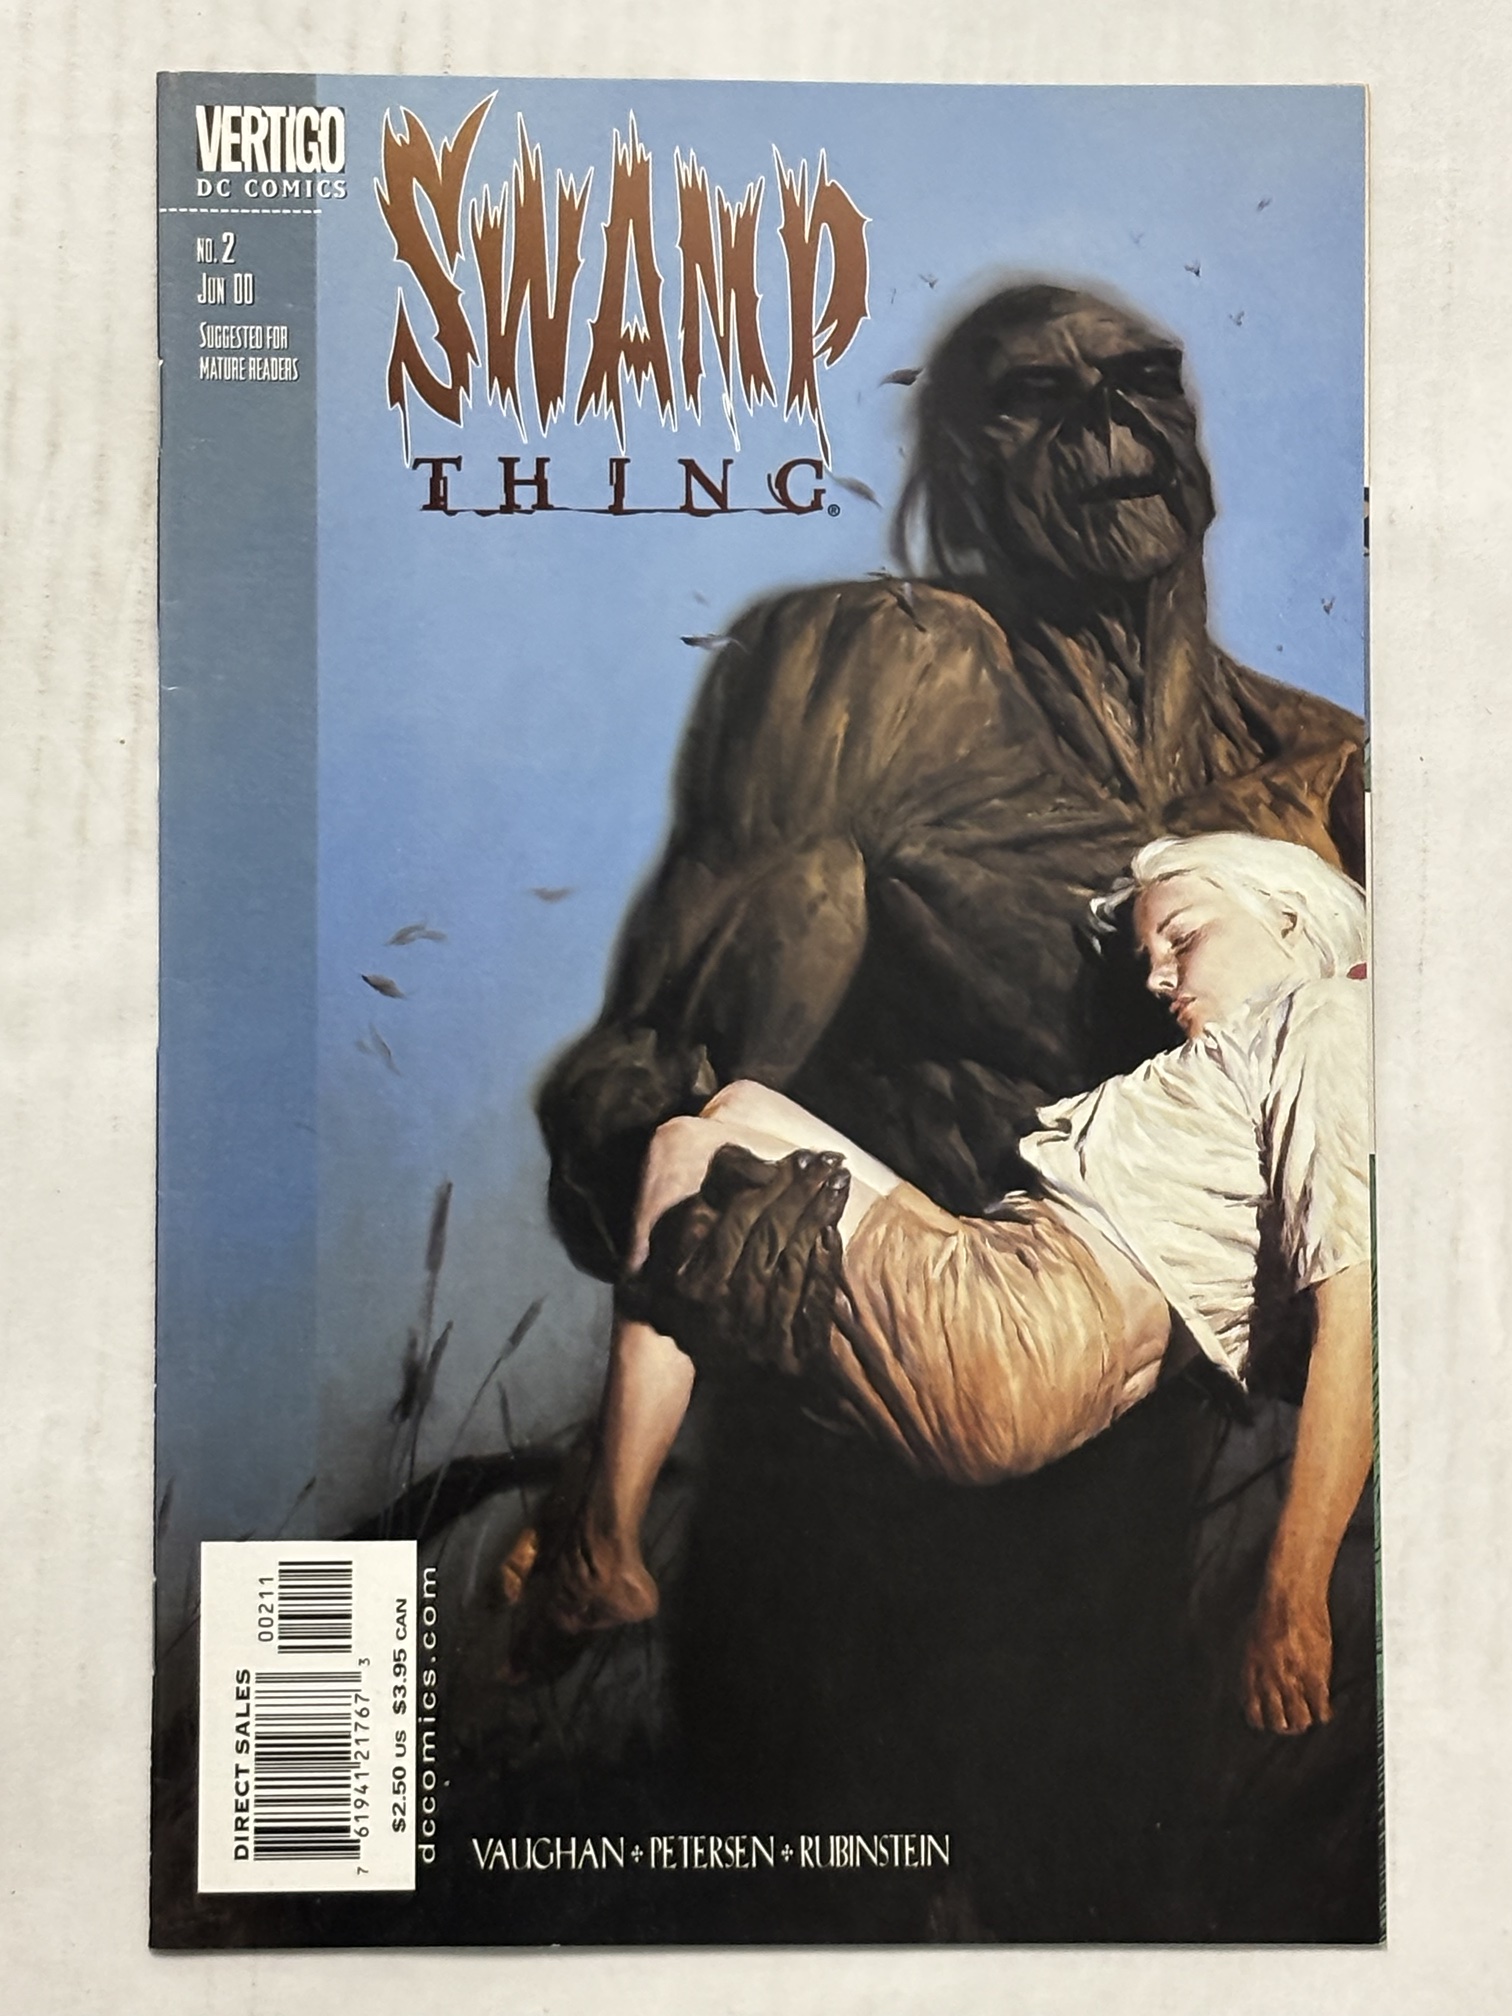 VERTIGO
DC COMICS
NO. 2
JUN 00
SUGGESTED FOR
MATURE READERS
SWAMP
THING®
DIRECT SALES
00211
7 61941 21767 3
$2.50 US $3.95 CAN
dccomics.com
VAUGHAN + PETERSEN + RUBINSTEIN